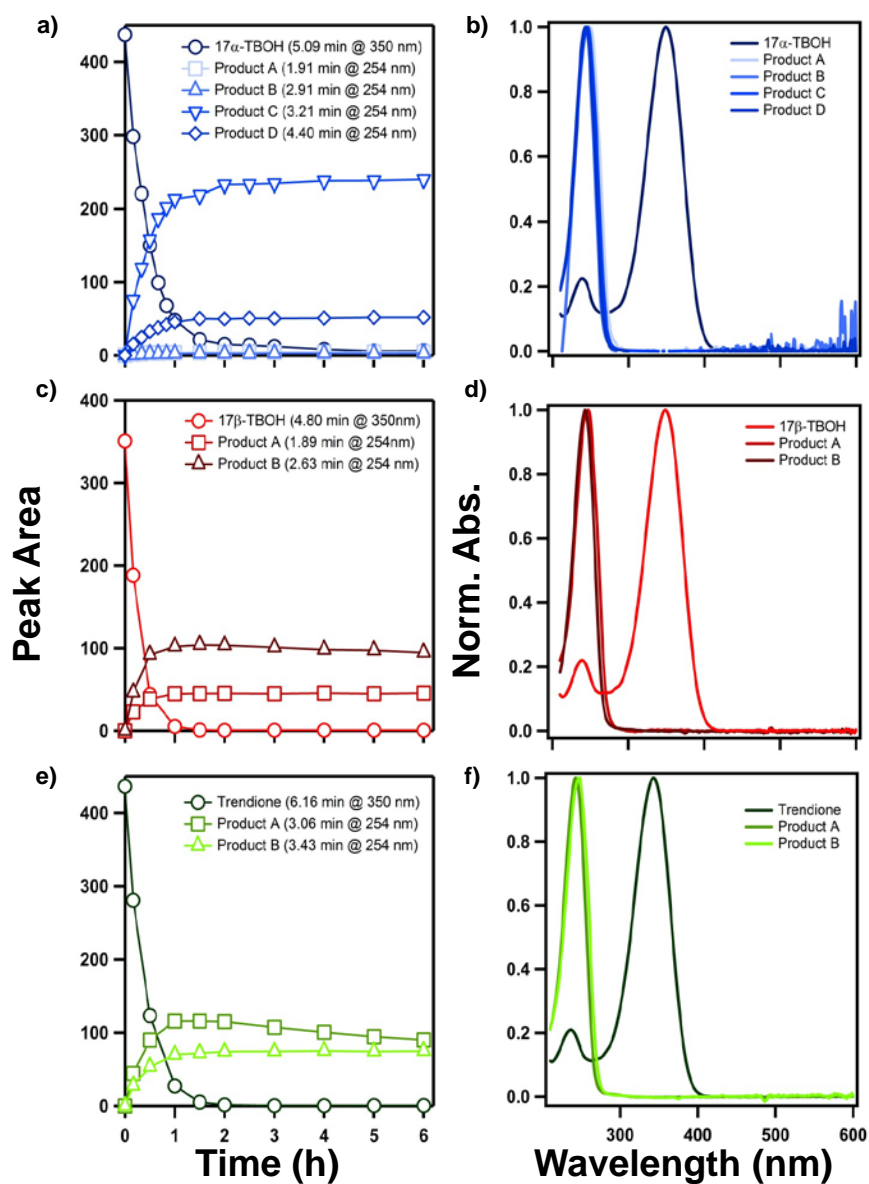 a)
400
300
200
100
0
17α-TBOH (5.09 min @ 350 nm)
Product A (1.91 min @ 254 nm)
Product B (2.91 min @ 254 nm)
Product C (3.21 min @ 254 nm)
Product D (4.40 min @ 254 nm)
b)
1.0
0.8
0.6
0.4
0.2
0.0
17α-TBOH
Product A
Product B
Product C
Product D
c)
400
300
200
100
0
17β-TBOH (4.80 min @ 350nm)
Product A (1.89 min @ 254nm)
Product B (2.63 min @ 254 nm)
d)
1.0
0.8
0.6
0.4
0.2
0.0
17β-TBOH
Product A
Product B
e)
400
300
200
100
0
Trendione (6.16 min @ 350 nm)
Product A (3.06 min @ 254 nm)
Product B (3.43 min @ 254 nm)
0 1 2 3 4 5 6
f)
1.0
0.8
0.6
0.4
0.2
0.0
Trendione
Product A
Product B
300 400 500 600
Peak Area
Norm. Abs.
Time (h)
Wavelength (nm)